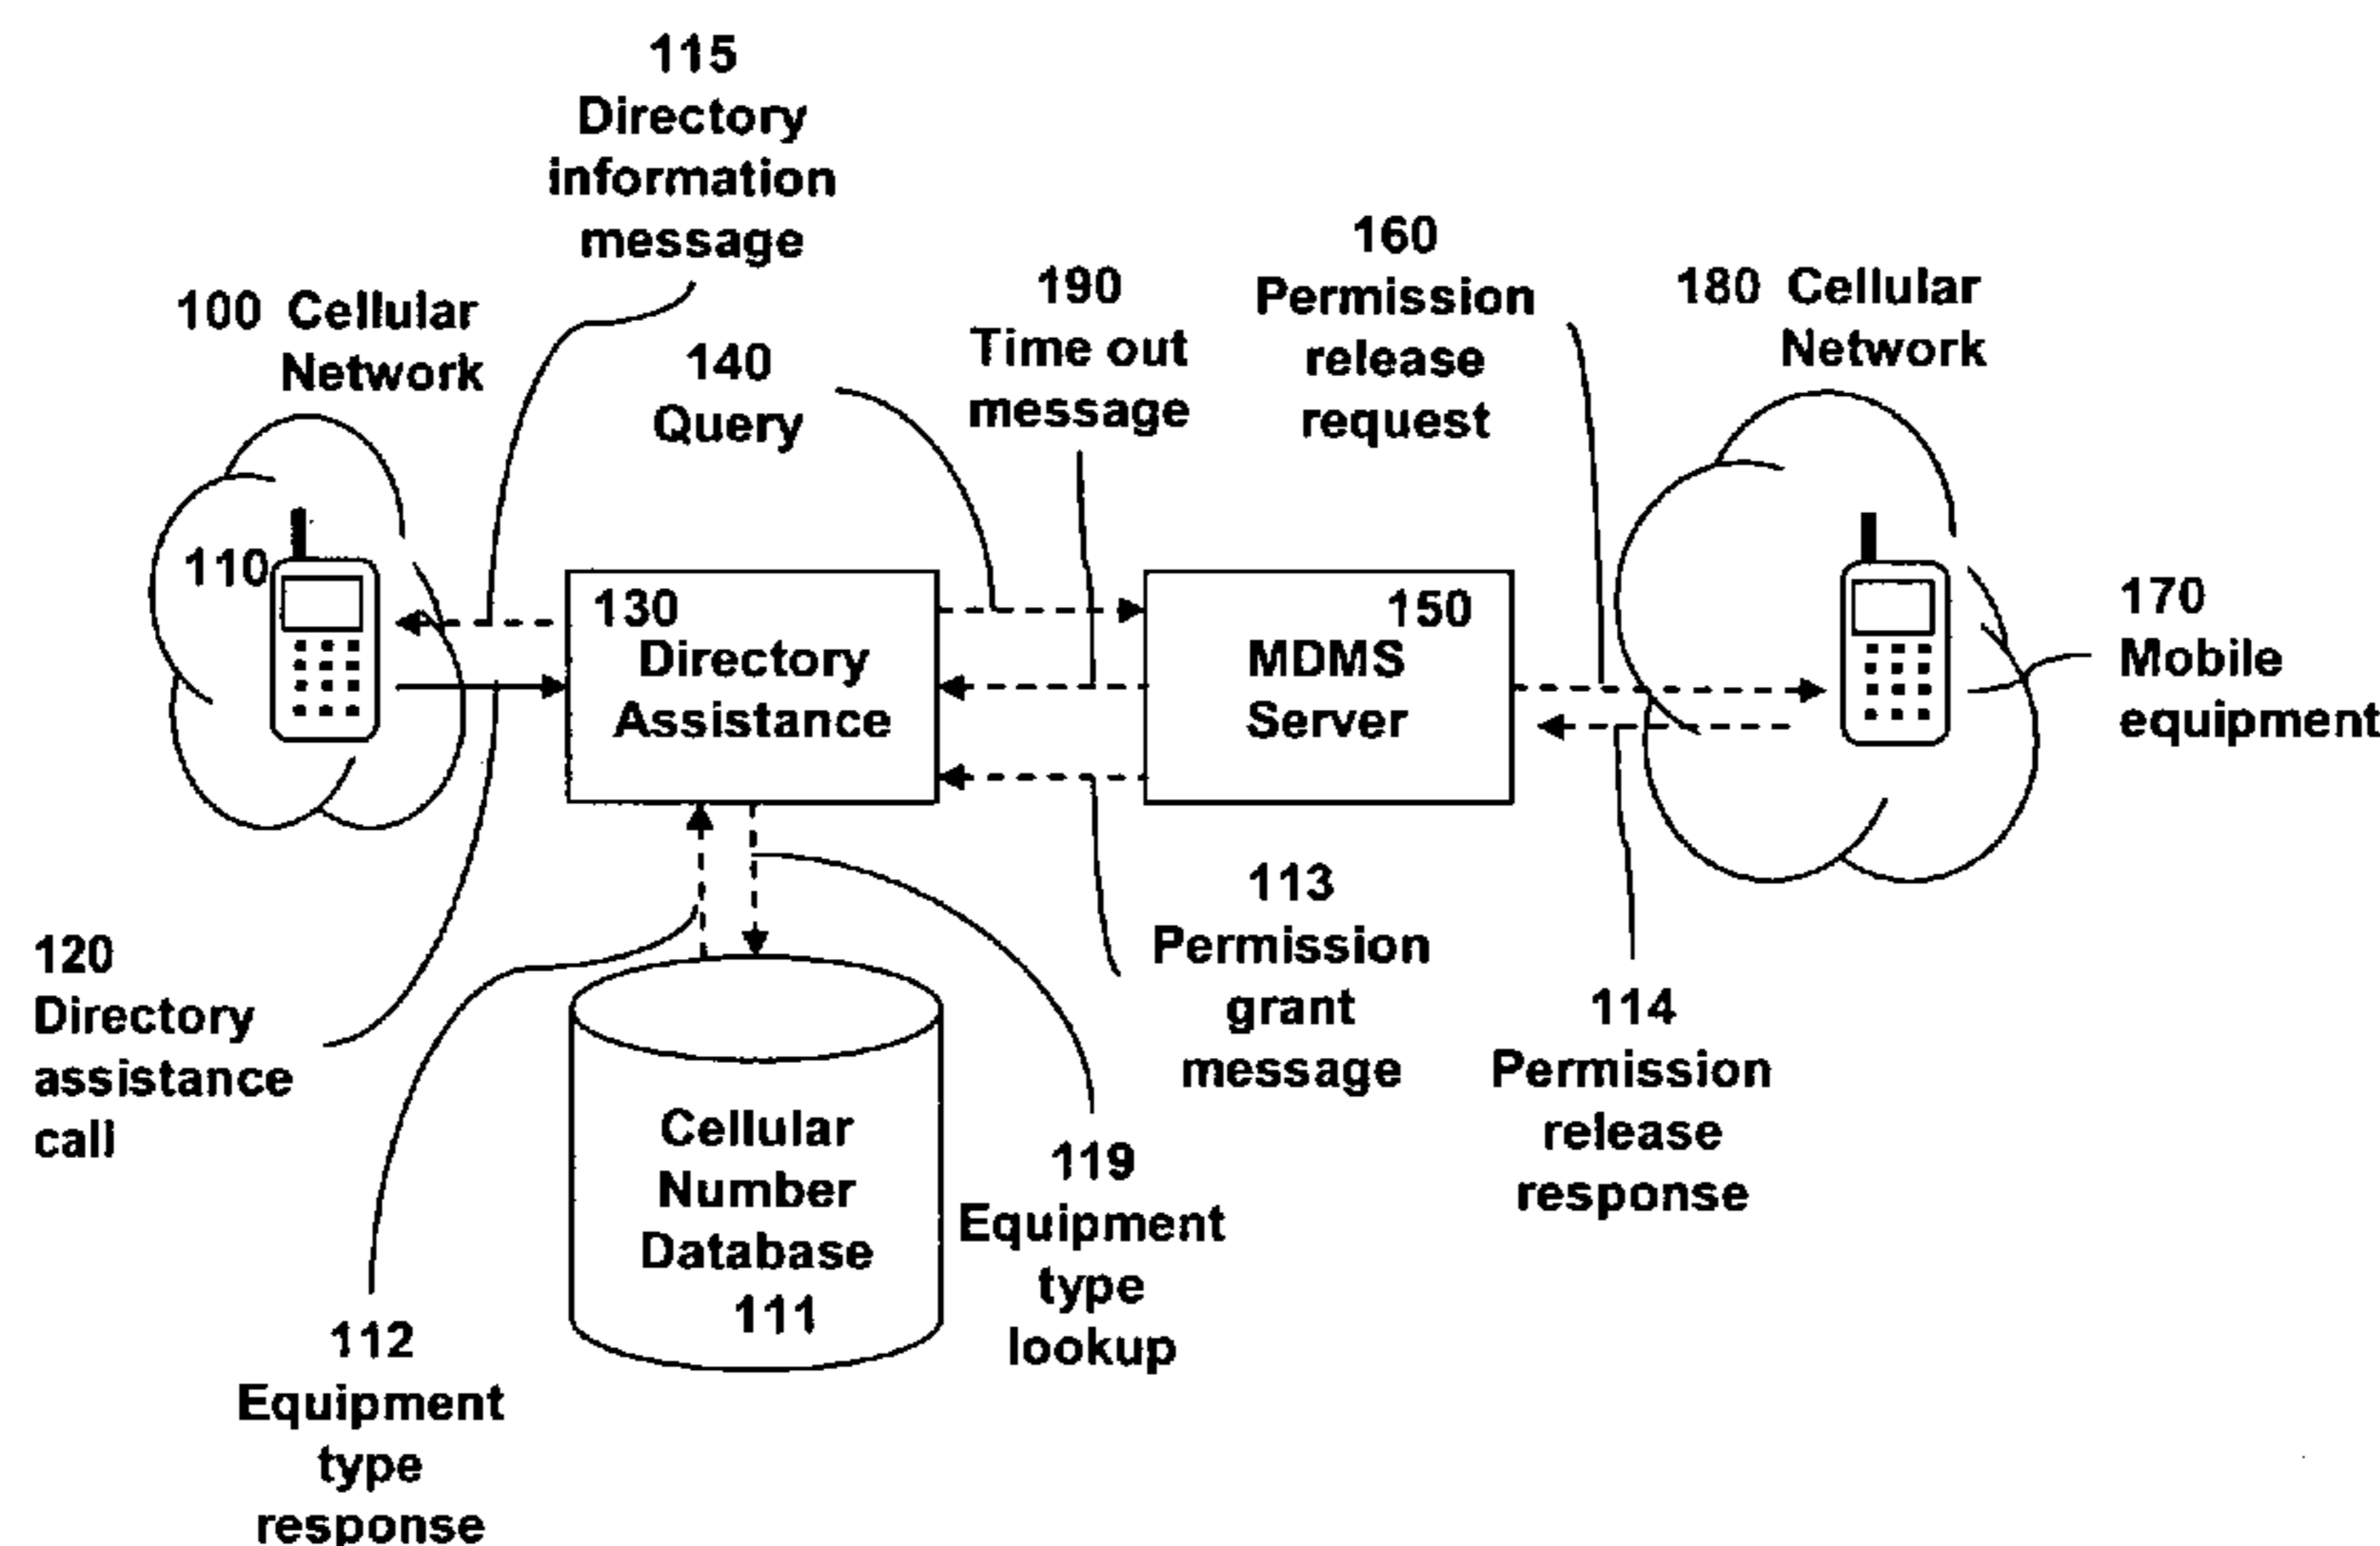 115
Directory
information
message
100 Cellular
Network
140
Query
190
Time out
message
160
Permission
release
request
180 Cellular
Network
110
130
Directory
Assistance
150
MDMS
Server
170
Mobile
equipment
120
Directory
assistance
call
113
Permission
grant
message
114
Permission
release
response
Cellular
Number
Database
111
119
Equipment
type
lookup
112
Equipment
type
response